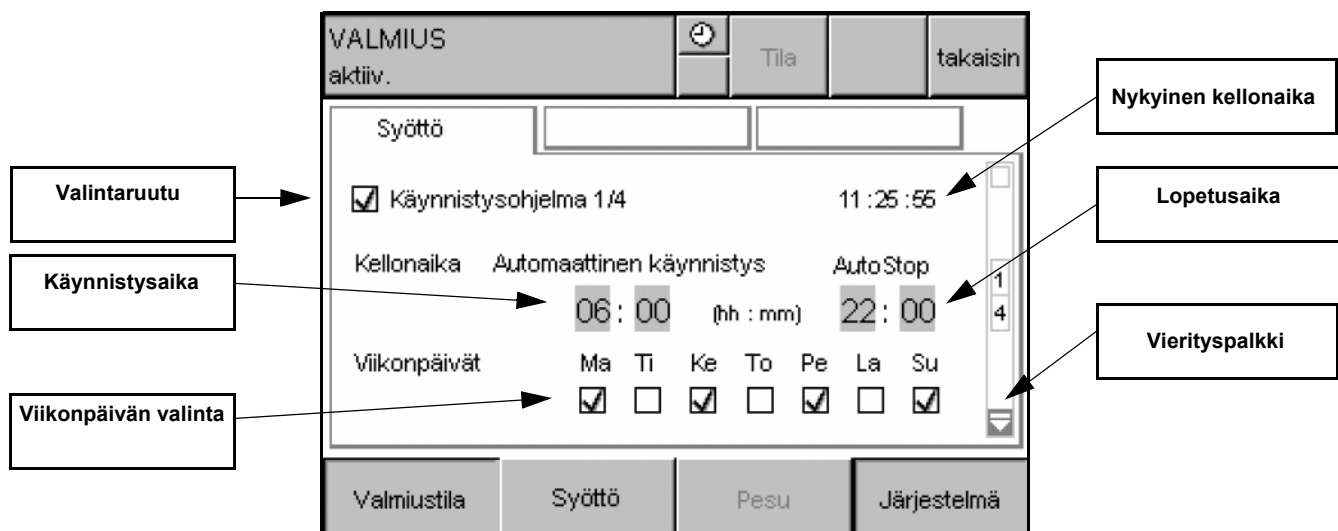 VALMIUS
aktiiv.
Tila
takaisin
Syöttö
Käynnistysohjelma 1/4
11 :25 :55
Kellonaika
Automaattinen käynnistys
AutoStop
06 : 00
(hh : mm)
22 : 00
1
4
Viikonpäivät
Ma Ti Ke To Pe La Su
Valmiustila
Syöttö
Pesu
Järjestelmä
Valintaruutu
Käynnistysaika
Viikonpäivän valinta
Nykyinen kellonaika
Lopetusaika
Vierityspalkki